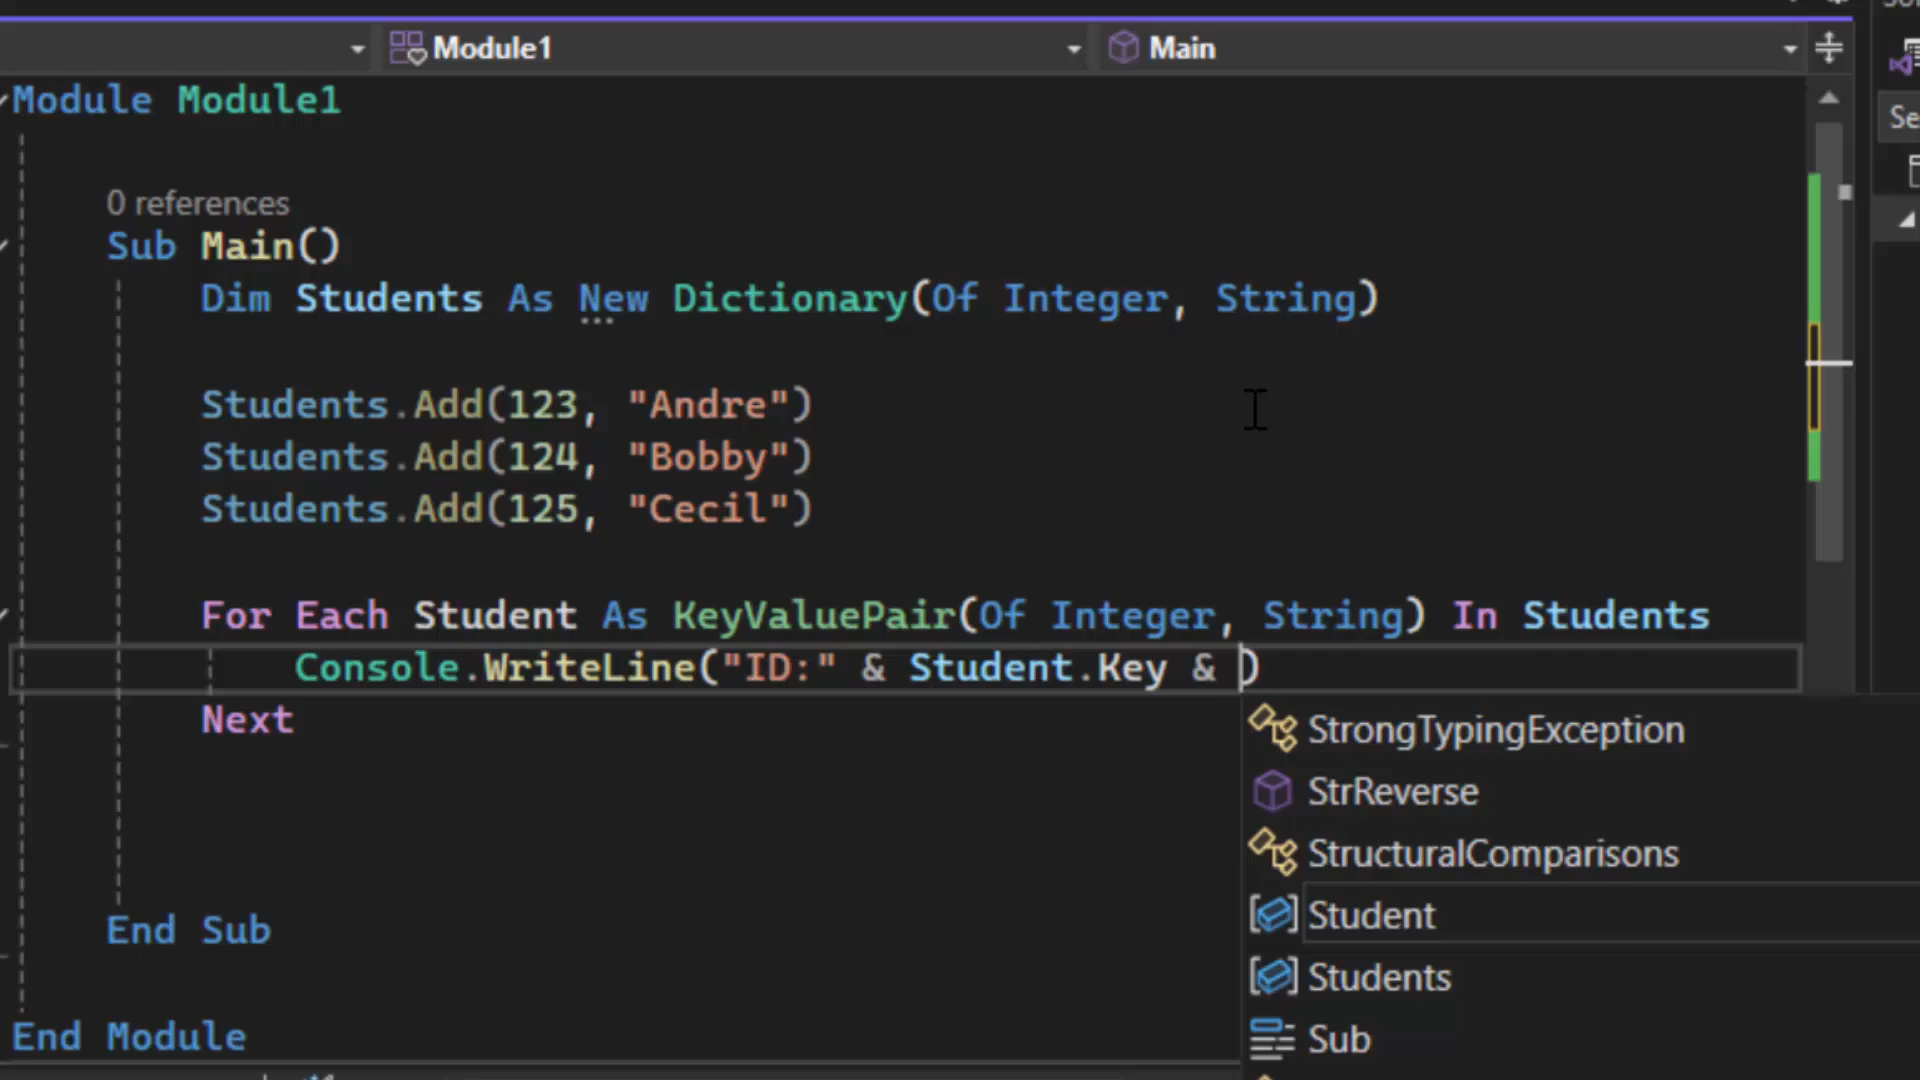 Module1
Main
Module Module1
Se
0 references
Sub Main()
Dim Students As New Dictionary(Of Integer, String)
Students.Add(123, "Andre")
Students.Add(124, "Bobby")
Students.Add(125, "Cecil")
For Each Student As KeyValuePair(Of Integer, String) In Students
Console.WriteLine("ID:" & Student.Key & )
Next
StrongTypingException
StrReverse
StructuralComparisons
Student
Students
Sub
End Sub
End Module